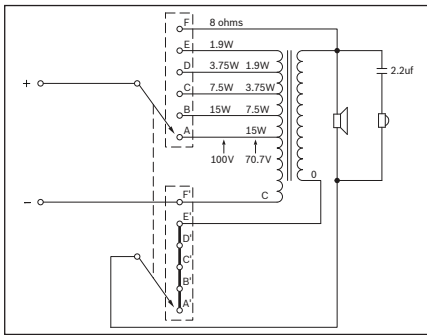 F 8 ohms
E 1.9W
D 3.75W 1.9W
C 7.5W 3.75W
B 15W 7.5W
A 15W
100V 70.7V
2.2uf
+
0
C
− F'
E'
D'
C'
B'
A'